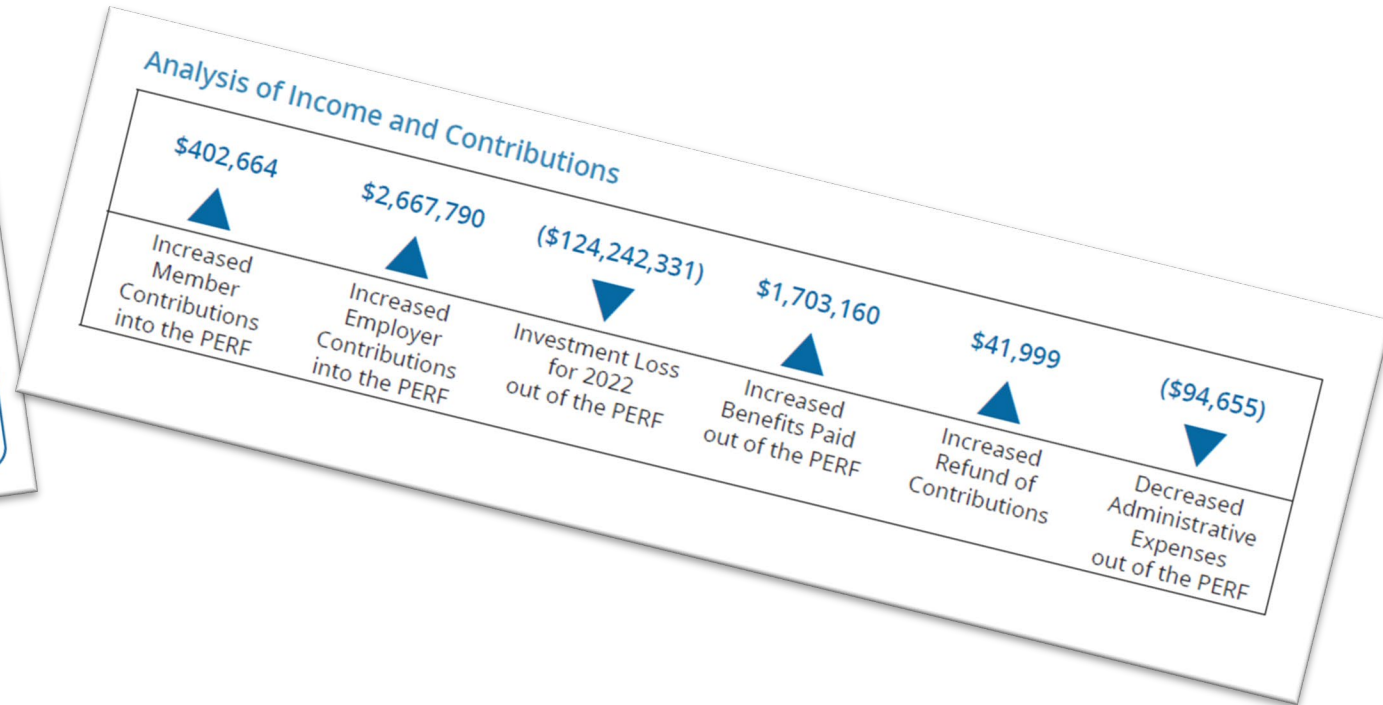 Analysis of Income and Contributions
$402,664
Increased
Member
Contributions
into the PERF
$2,667,790
Increased
Employer
Contributions
into the PERF
($124,242,331)
Investment Loss
for 2022
out of the PERF
$1,703,160
Increased
Benefits Paid
out of the PERF
$41,999
Increased
Refund of
Contributions
($94,655)
Decreased
Administrative
Expenses
out of the PERF